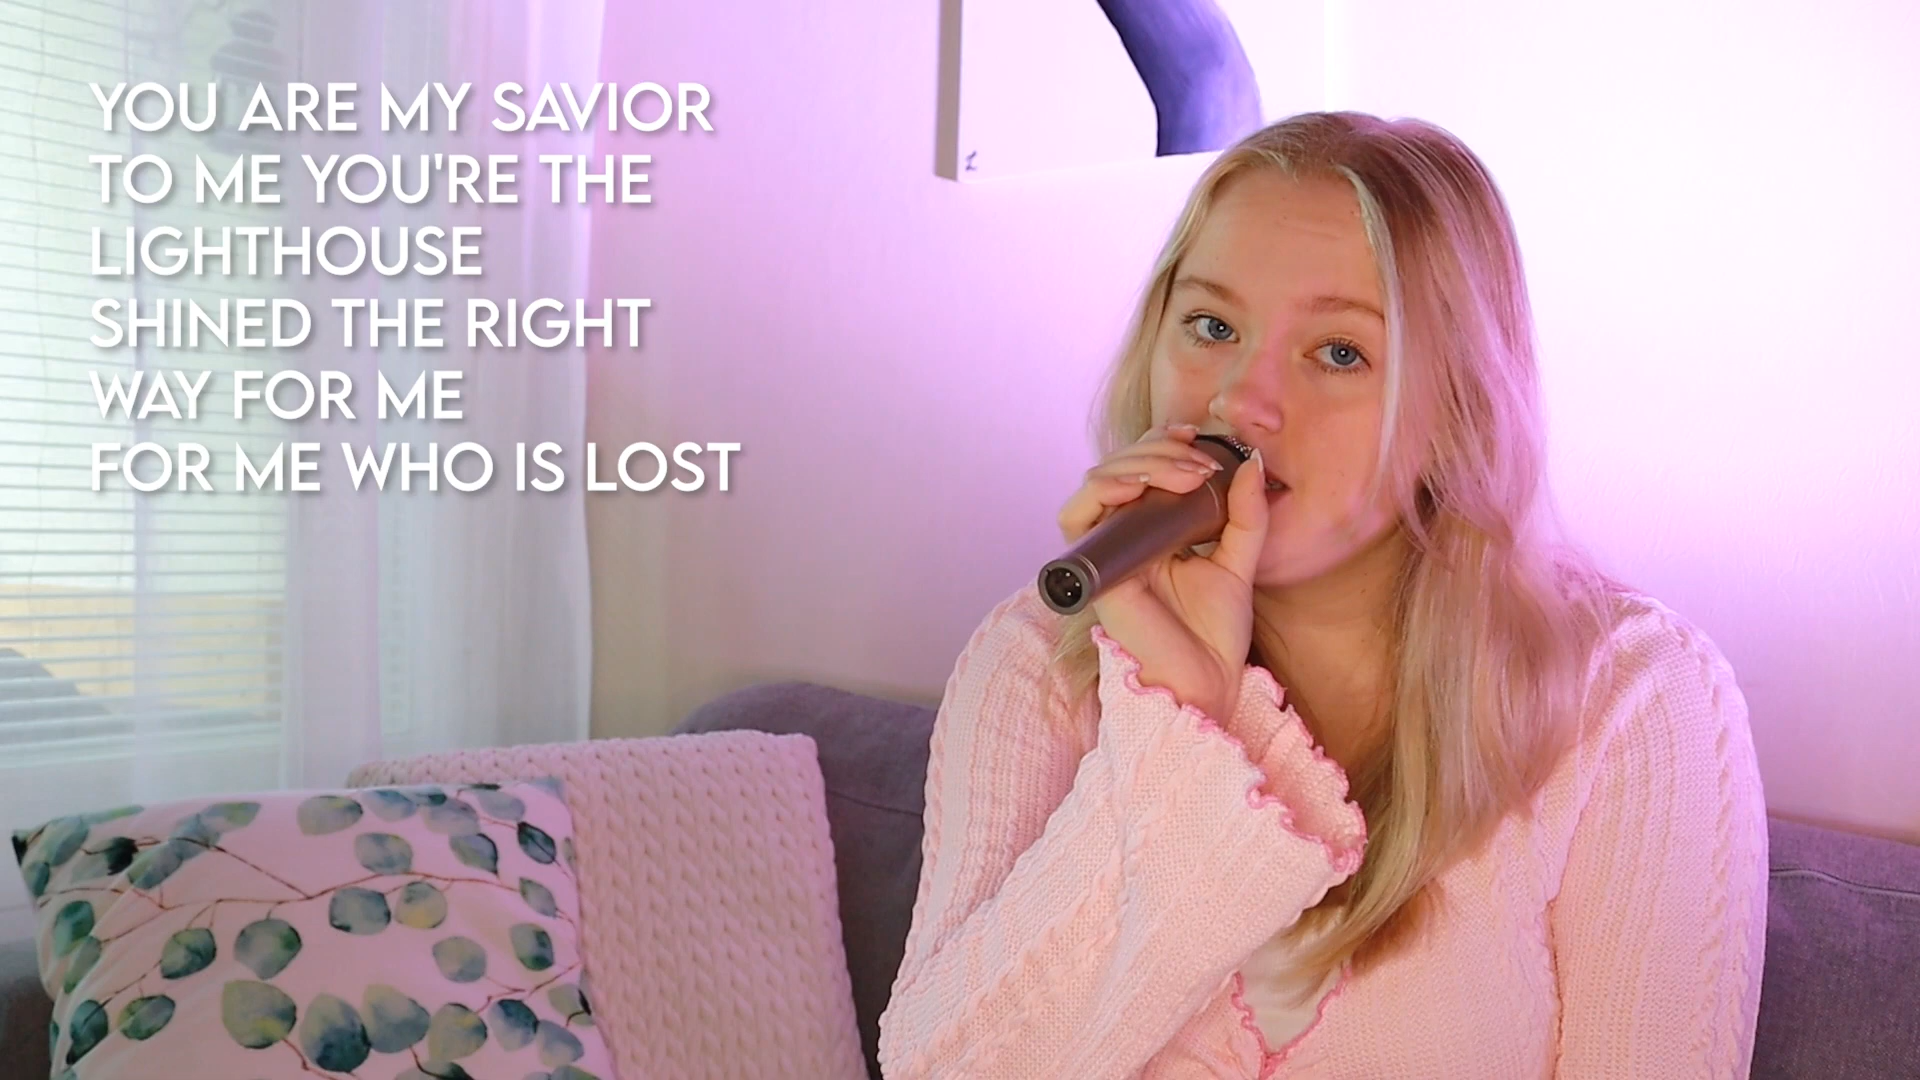 YOU ARE MY SAVIOR
TO ME YOU'RE THE
LIGHTHOUSE
SHINED THE RIGHT
WAY FOR ME
FOR ME WHO IS LOST